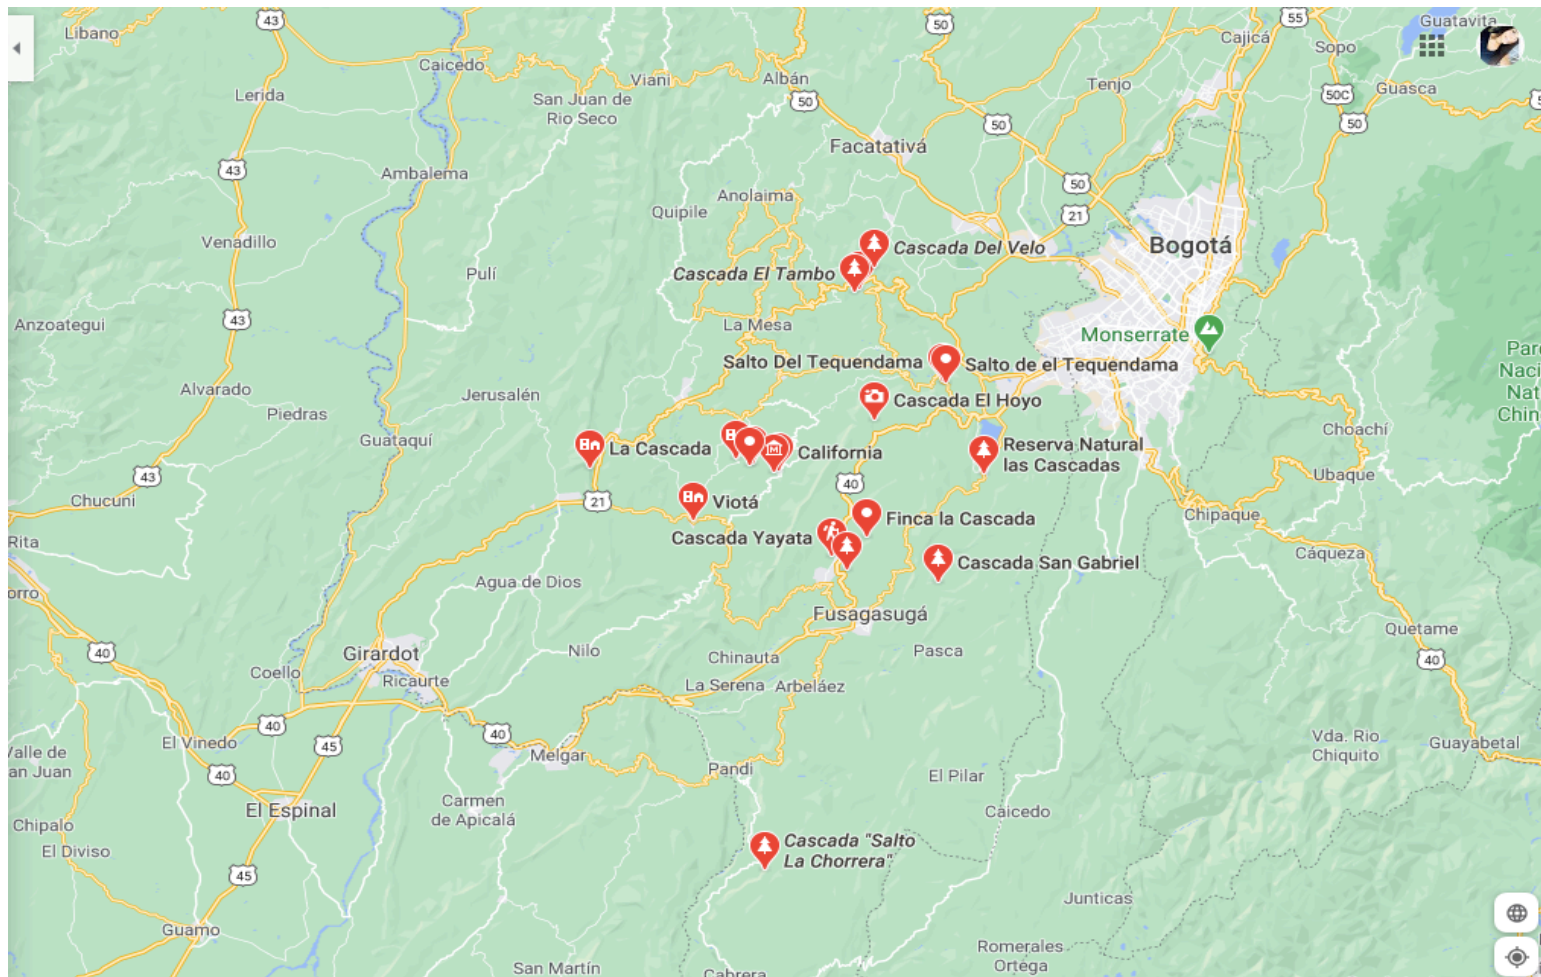 43
50
55
Guatavita
Libano
Cajicá
Sopo
Caicedo
Viani
Albán
Tenjo
Guasca
Lerida
San Juan de
Rio Seco
50
50C
50
50
Facatativá
43
Ambalema
50
Anolaima
Quipile
21
Venadillo
Bogotá
Cascada Del Velo
Cascada El Tambo
Pulí
43
Anzoategui
La Mesa
Monserrate
Salto Del Tequendama
Salto de el Tequendama
Alvarado
Jerusalén
Cascada El Hoyo
Piedras
Guataquí
Choachí
La Cascada
California
Reserva Natural
las Cascadas
43
Ubaque
40
Chucuni
21
Viotá
Chipaque
Finca la Cascada
Cascada Yayata
Rita
Cáqueza
Cascada San Gabriel
Agua de Dios
orro
Fusagasugá
Quetame
40
Girardot
Nilo
Chinauta
Pasca
40
Coello
Ricaurte
La Serena
Arbeláez
40
40
El Vinedo
45
Vda. Rio
Chiquito
Guayabetal
Valle de
an Juan
Melgar
Pandi
40
El Pilar
El Espinal
Carmen
de Apicalá
Caicedo
Chipalo
El Diviso
Cascada "Salto
La Chorrera"
45
Junticas
Guamo
Romerales
Ortega
San Martín
Cabrera